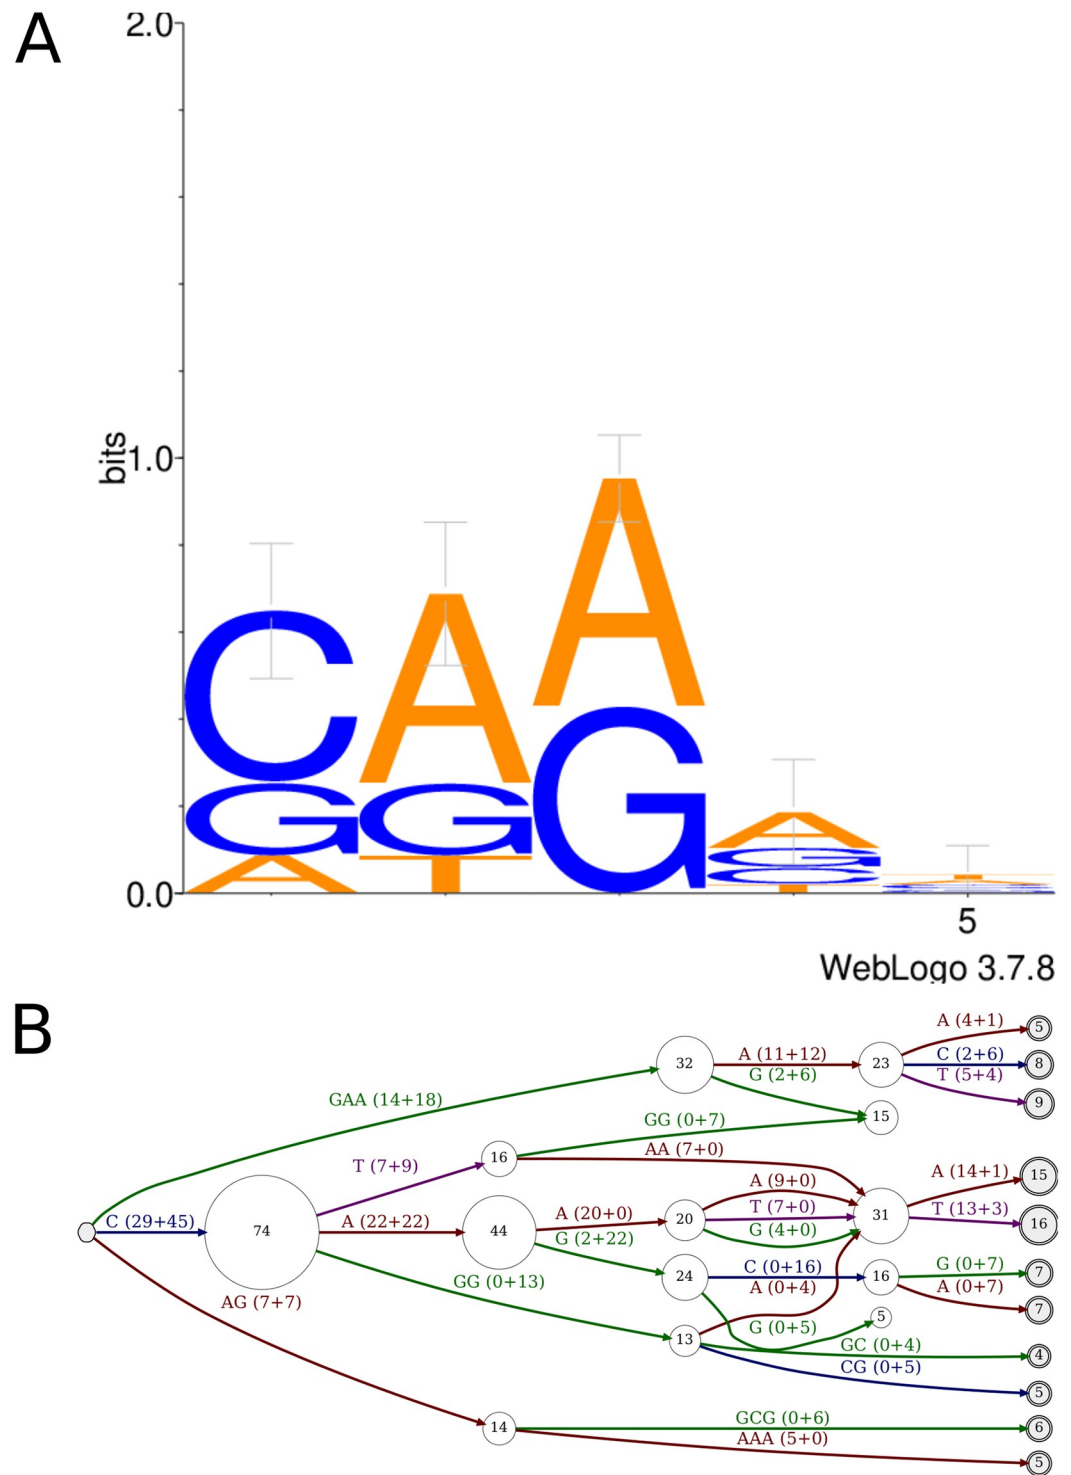 A
2.0
bits
1.0
C
A
A
G
G
G
A
T
A
G
C
T
0.0
5
WebLogo 3.7.8
B
A (4+1)
5
32
A (11+12)
23
C (2+6)
8
G (2+6)
T (5+4)
9
GAA (14+18)
GG (0+7)
15
T (7+9)
16
AA (7+0)
A (14+1)
15
A (9+0)
C (29+45)
74
A (22+22)
44
A (20+0)
20
T (7+0)
31
T (13+3)
16
G (2+22)
G (4+0)
GG (0+13)
24
C (0+16)
16
G (0+7)
7
AG (7+7)
A (0+4)
A (0+7)
7
13
G (0+5)
5
GC (0+4)
4
CG (0+5)
5
14
GCG (0+6)
6
AAA (5+0)
5